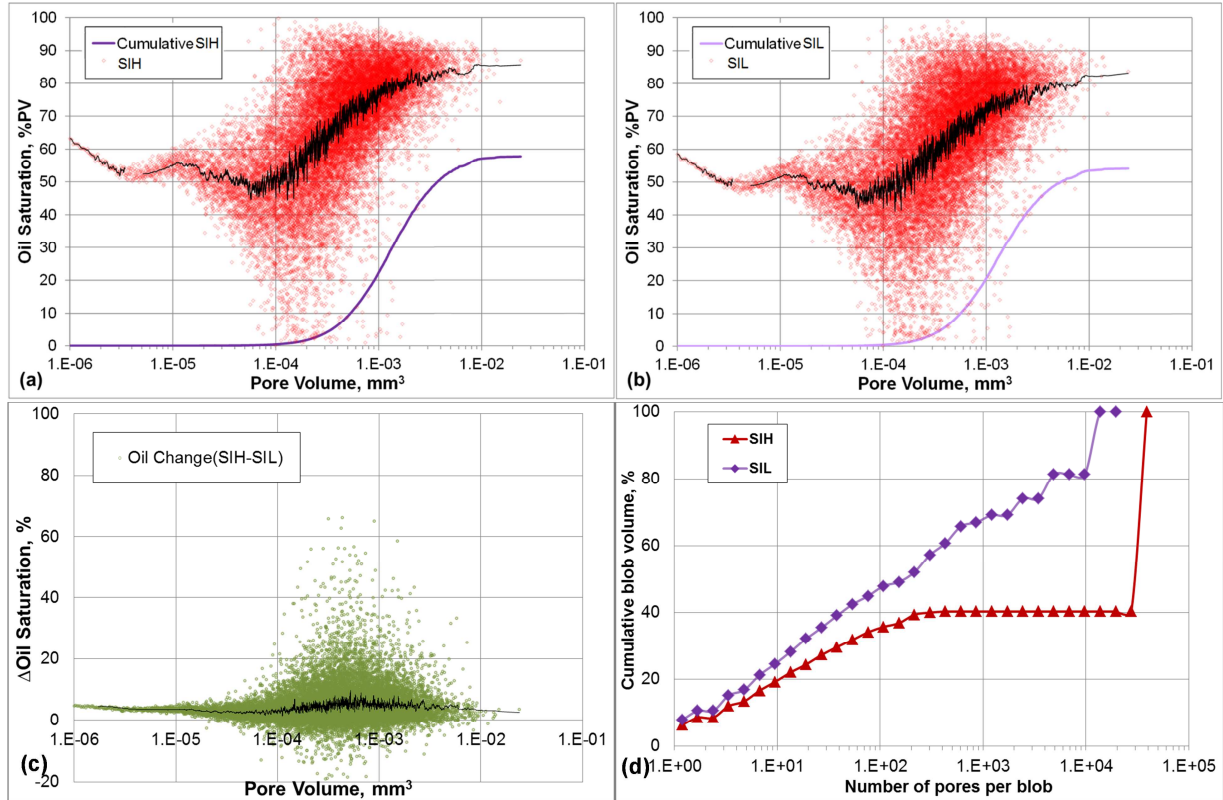 100
90
80
70
60
50
40
30
20
10
0
Oil Saturation, %PV
Cumulative SIH
SIH
1.E-06 1.E-05 1.E-04 1.E-03 1.E-02 1.E-01
(a) Pore Volume, mm³
100
90
80
70
60
50
40
30
20
10
0
Oil Saturation, %PV
Cumulative SIL
SIL
1.E-06 1.E-05 1.E-04 1.E-03 1.E-02 1.E-01
(b) Pore Volume, mm³
100
80
60
40
20
0
-20
ΔOil Saturation, %
Oil Change(SIH-SIL)
1.E-06 1.E-05 1.E-04 1.E-03 1.E-02 1.E-01
(c) Pore Volume, mm³
100
80
60
40
20
0
Cumulative blob volume, %
SIH
SIL
1.E+00 1.E+01 1.E+02 1.E+03 1.E+04 1.E+05
(d) Number of pores per blob